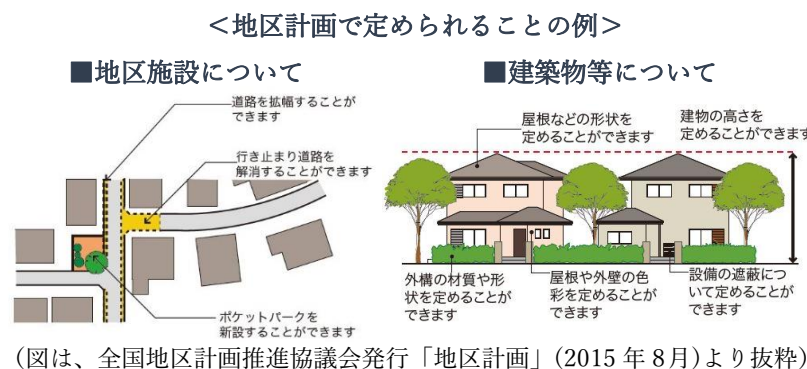 ＜地区計画で定められることの例＞
■地区施設について
道路を拡幅することが
できます
行き止まり道路を
解消することができます
ポケットパークを
新設することができます
■建築物等について
屋根などの形状を
定めることができます
建物の高さを
定めることができます
外構の材質や形
状を定めることが
できます
屋根や外壁の色
彩を定めることが
できます
設備の遮蔽につ
いて定めることが
できます
(図は、全国地区計画推進協議会発行「地区計画」(2015 年 8月)より抜粋)